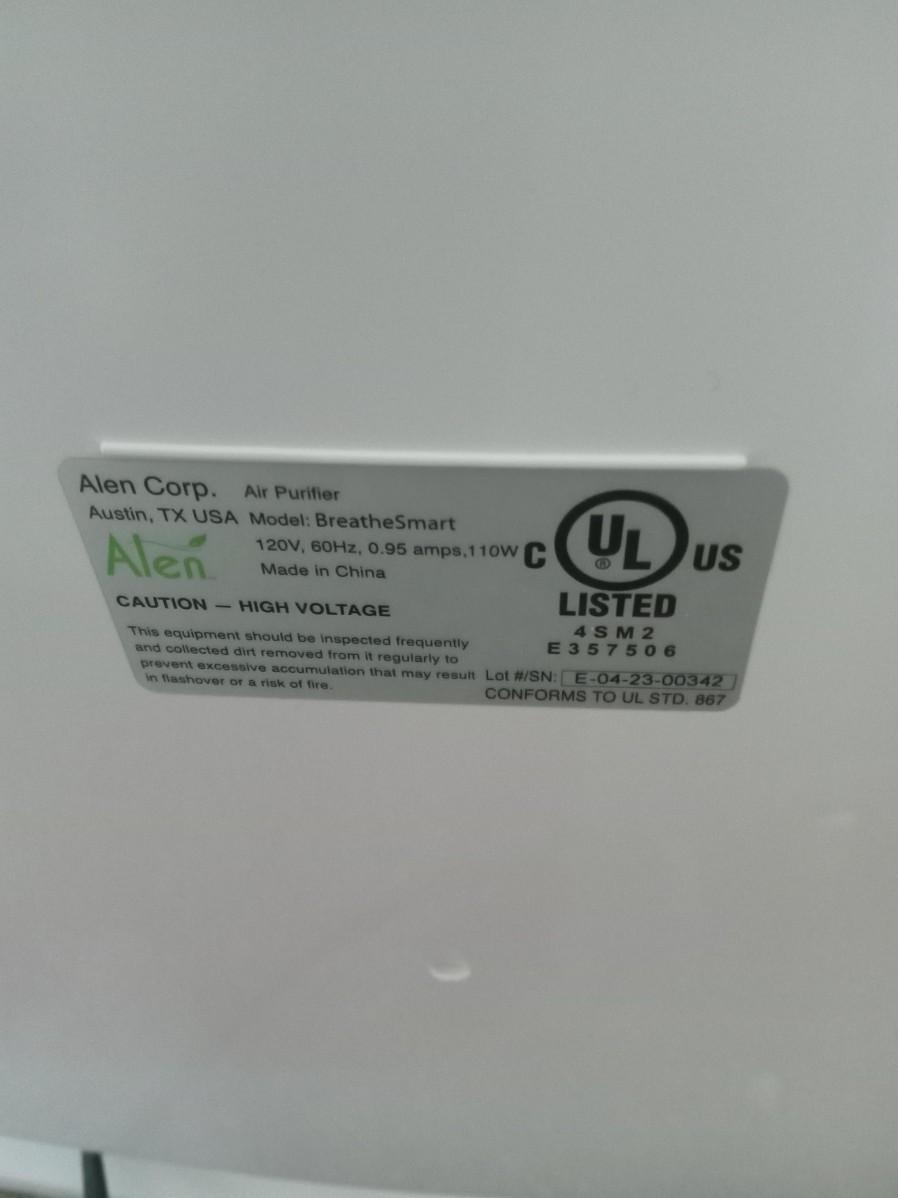 Alen Corp. Air Purifier
Austin, TX USA Model: BreatheSmart
Alen
120V, 60Hz, 0.95 amps,110W
Made in China
CAUTION — HIGH VOLTAGE
This equipment should be inspected frequently
and collected dirt removed from it regularly to
prevent excessive accumulation that may result
in flashover or a risk of fire.
C UL® US
LISTED
4SM2
E357506
Lot #/SN: E-04-23-00342
CONFORMS TO UL STD. 867